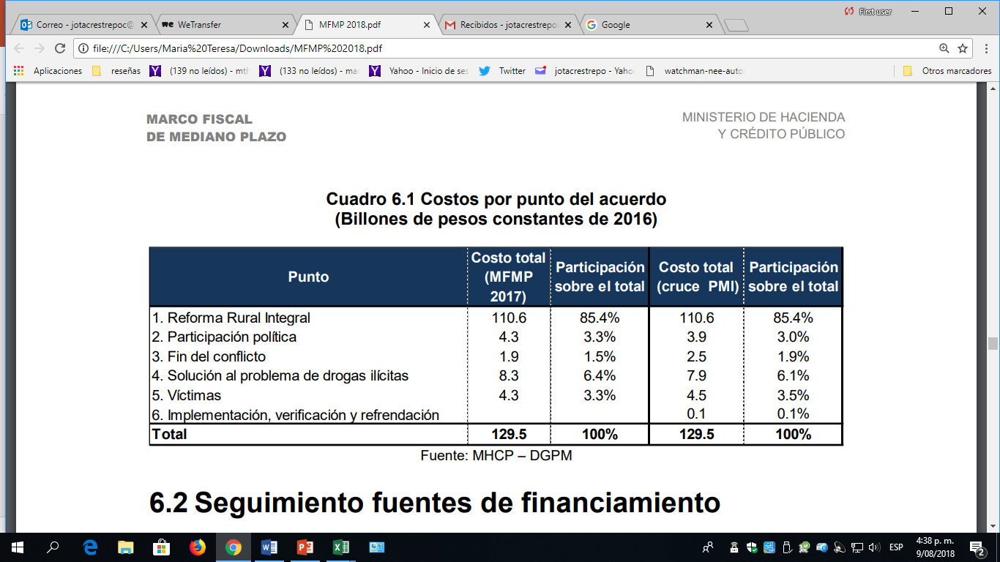 First user
Correo - jotacrestrepoc@
WeTransfer
MFMP 2018.pdf
Recibidos - jotacrestrepo
Google
file:///C:/Users/Maria%20Teresa/Downloads/MFMP%202018.pdf
Aplicaciones
reseñas
(139 no leídos) - mth
(133 no leídos) - ma
Yahoo - Inicio de ses
Twitter
jotacrestrepo - Yaho
watchman-nee-auto
Otros marcadores
MARCO FISCAL
DE MEDIANO PLAZO
MINISTERIO DE HACIENDA
Y CRÉDITO PÚBLICO
Cuadro 6.1 Costos por punto del acuerdo
(Billones de pesos constantes de 2016)
Punto
Costo total
(MFMP
2017)
Participación
sobre el total
Costo total
(cruce PMI)
Participación
sobre el total
1. Reforma Rural Integral 110.6 85.4% 110.6 85.4%
2. Participación política 4.3 3.3% 3.9 3.0%
3. Fin del conflicto 1.9 1.5% 2.5 1.9%
4. Solución al problema de drogas ilícitas 8.3 6.4% 7.9 6.1%
5. Víctimas 4.3 3.3% 4.5 3.5%
6. Implementación, verificación y refrendación 0.1 0.1%
Total 129.5 100% 129.5 100%
Fuente: MHCP – DGPM
6.2 Seguimiento fuentes de financiamiento
ESP
4:38 p. m.
9/08/2018
2